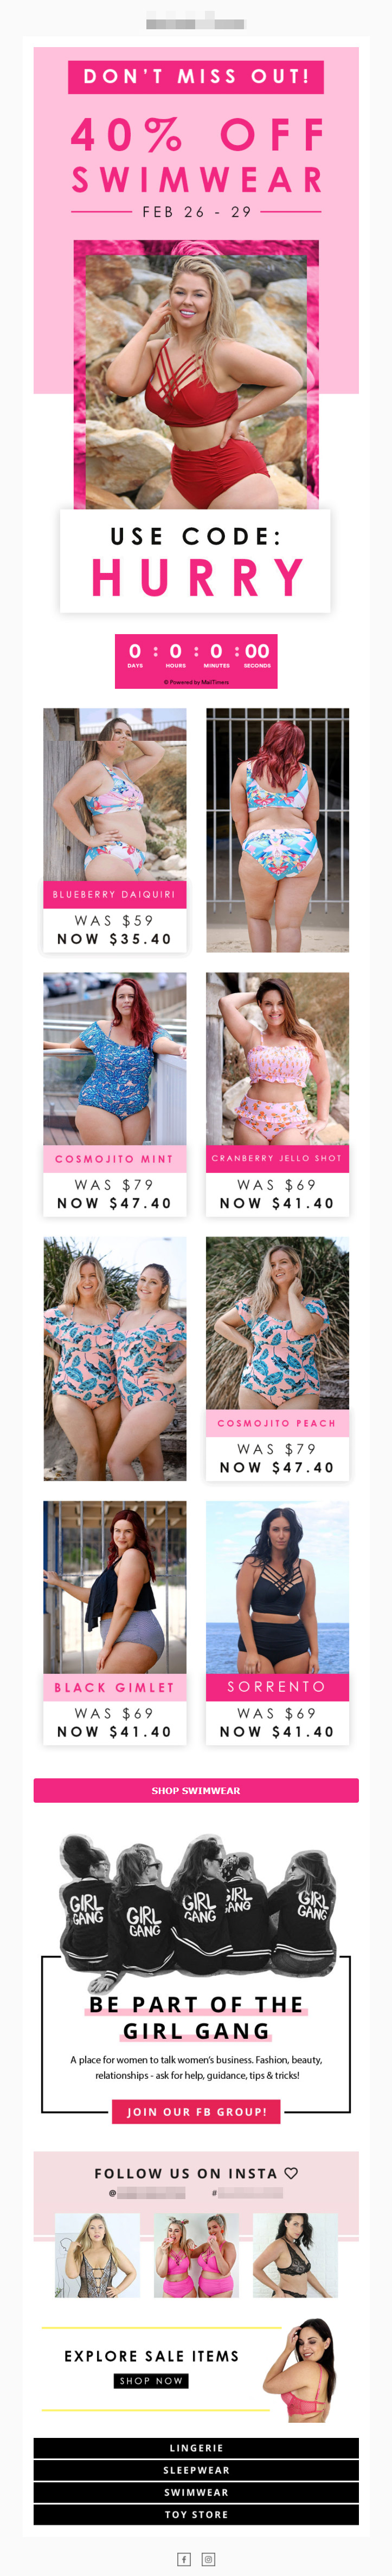 DON'T MISS OUT!
40% OFF
SWIMWEAR
FEB 26 - 29
USE CODE:
HURRY
0 : 0 : 0 : 00
DAYS HOURS MINUTES SECONDS
© Powered by MailTimers
BLUEBERRY DAIQUIRI
WAS $59
NOW $35.40
COSMOJITO MINT
WAS $79
NOW $47.40
CRANBERRY JELLO SHOT
WAS $69
NOW $41.40
COSMOJITO PEACH
WAS $79
NOW $47.40
BLACK GIMLET
WAS $69
NOW $41.40
SORRENTO
WAS $69
NOW $41.40
SHOP SWIMWEAR
GIRL
GANG
GIRL
GANG
GIRL
GANG
GIRL
GANG
GIRL
GANG
BE PART OF THE
GIRL GANG
A place for women to talk women's business. Fashion, beauty,
relationships - ask for help, guidance, tips & tricks!
JOIN OUR FB GROUP!
FOLLOW US ON INSTA ♡
@ #
EXPLORE SALE ITEMS
SHOP NOW
LINGERIE
SLEEPWEAR
SWIMWEAR
TOY STORE